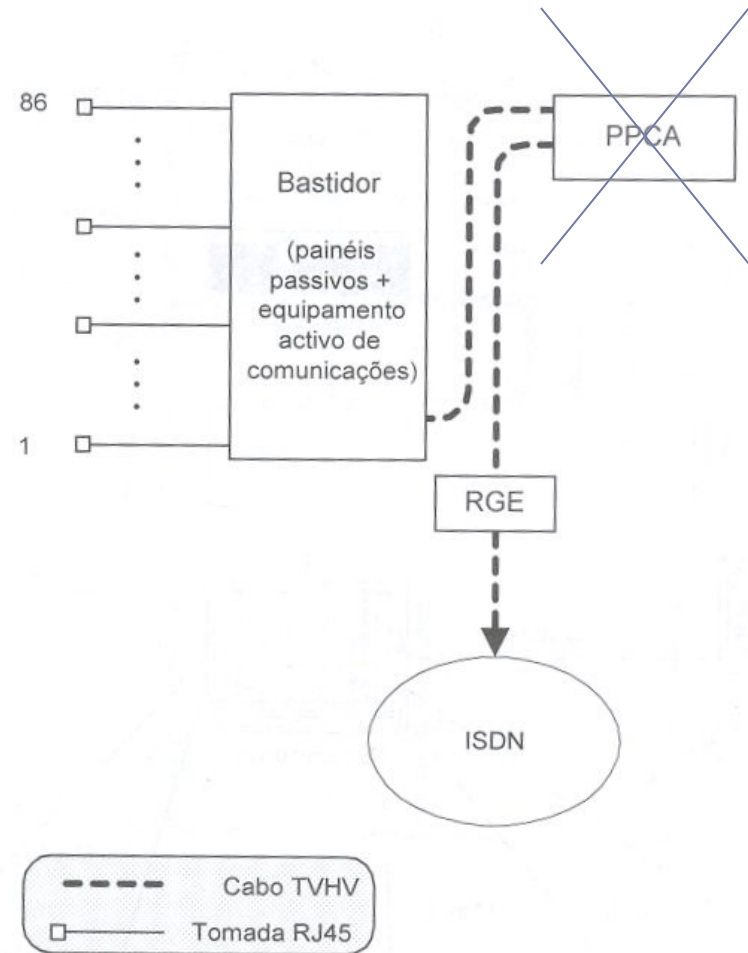 86
Bastidor
(painéis
passivos +
equipamento
activo de
comunicações)
1
PPCA
RGE
ISDN
Cabo TVHV
Tomada RJ45